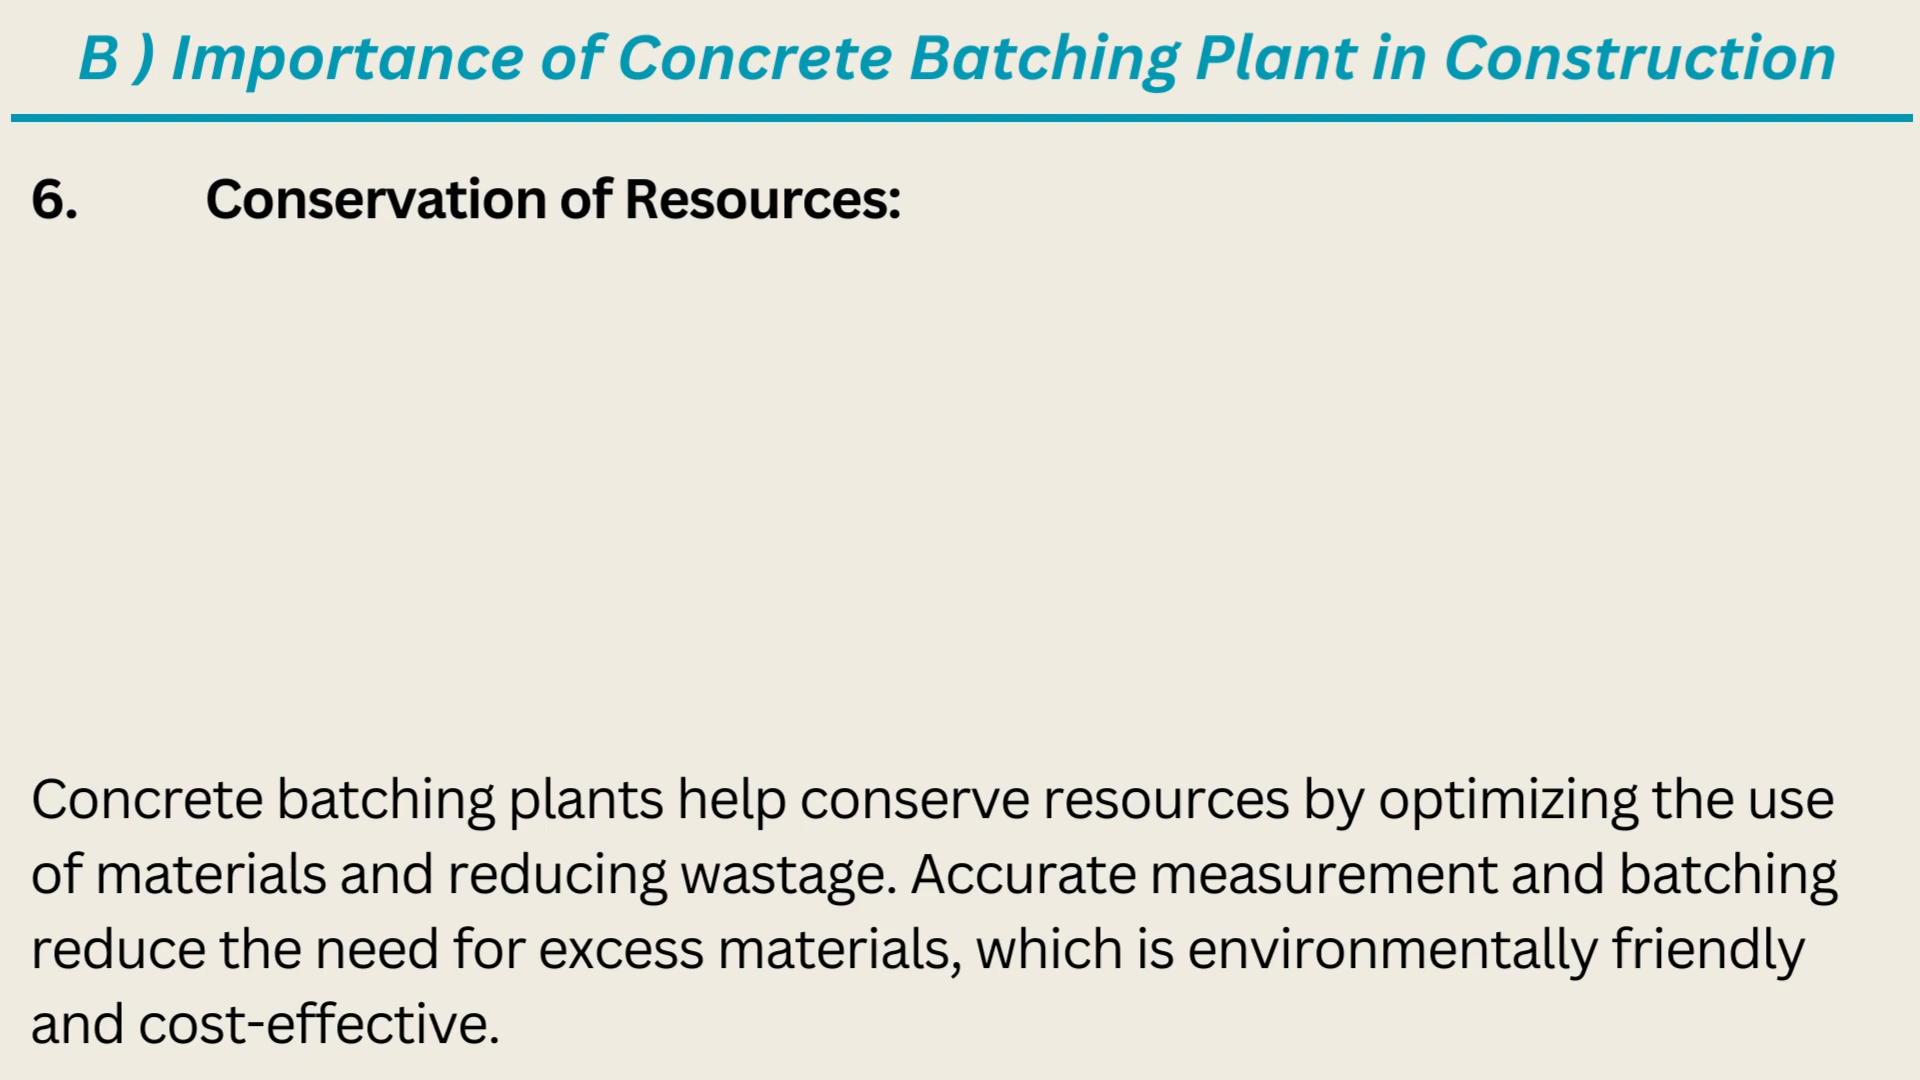 B ) Importance of Concrete Batching Plant in Construction
6. Conservation of Resources:
Concrete batching plants help conserve resources by optimizing the use
of materials and reducing wastage. Accurate measurement and batching
reduce the need for excess materials, which is environmentally friendly
and cost-effective.